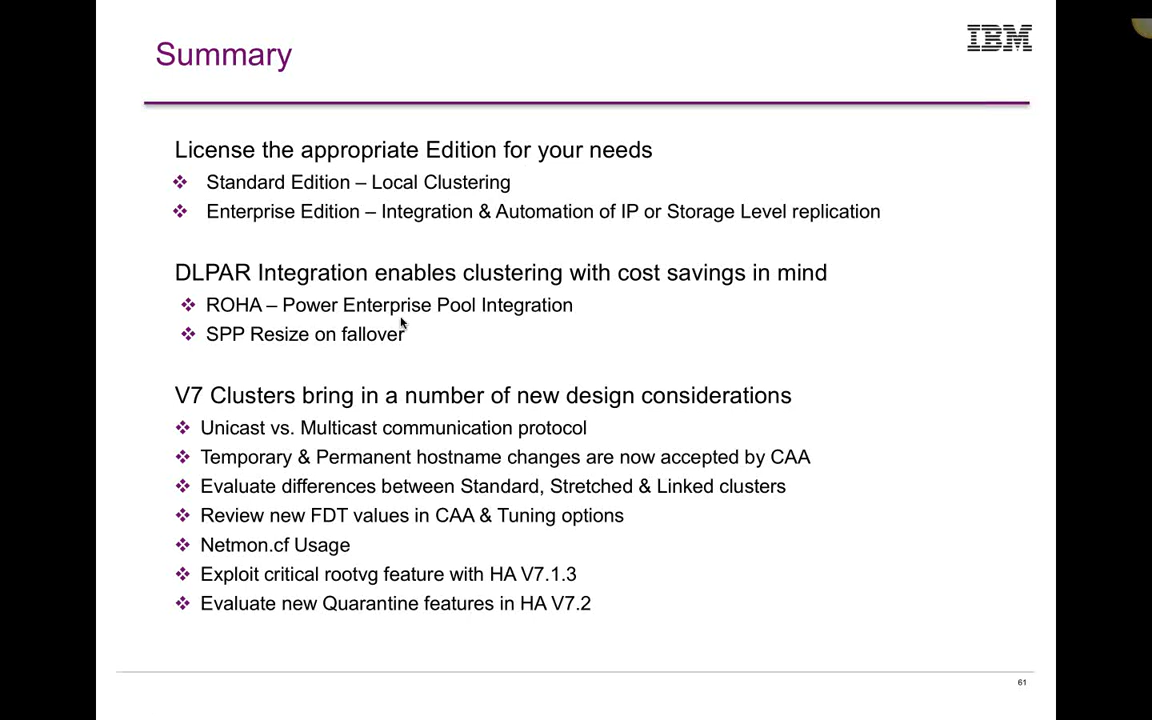 IBM
Summary
License the appropriate Edition for your needs
Standard Edition – Local Clustering
Enterprise Edition – Integration & Automation of IP or Storage Level replication
DLPAR Integration enables clustering with cost savings in mind
ROHA – Power Enterprise Pool Integration
SPP Resize on fallover
V7 Clusters bring in a number of new design considerations
Unicast vs. Multicast communication protocol
Temporary & Permanent hostname changes are now accepted by CAA
Evaluate differences between Standard, Stretched & Linked clusters
Review new FDT values in CAA & Tuning options
Netmon.cf Usage
Exploit critical rootvg feature with HA V7.1.3
Evaluate new Quarantine features in HA V7.2
61